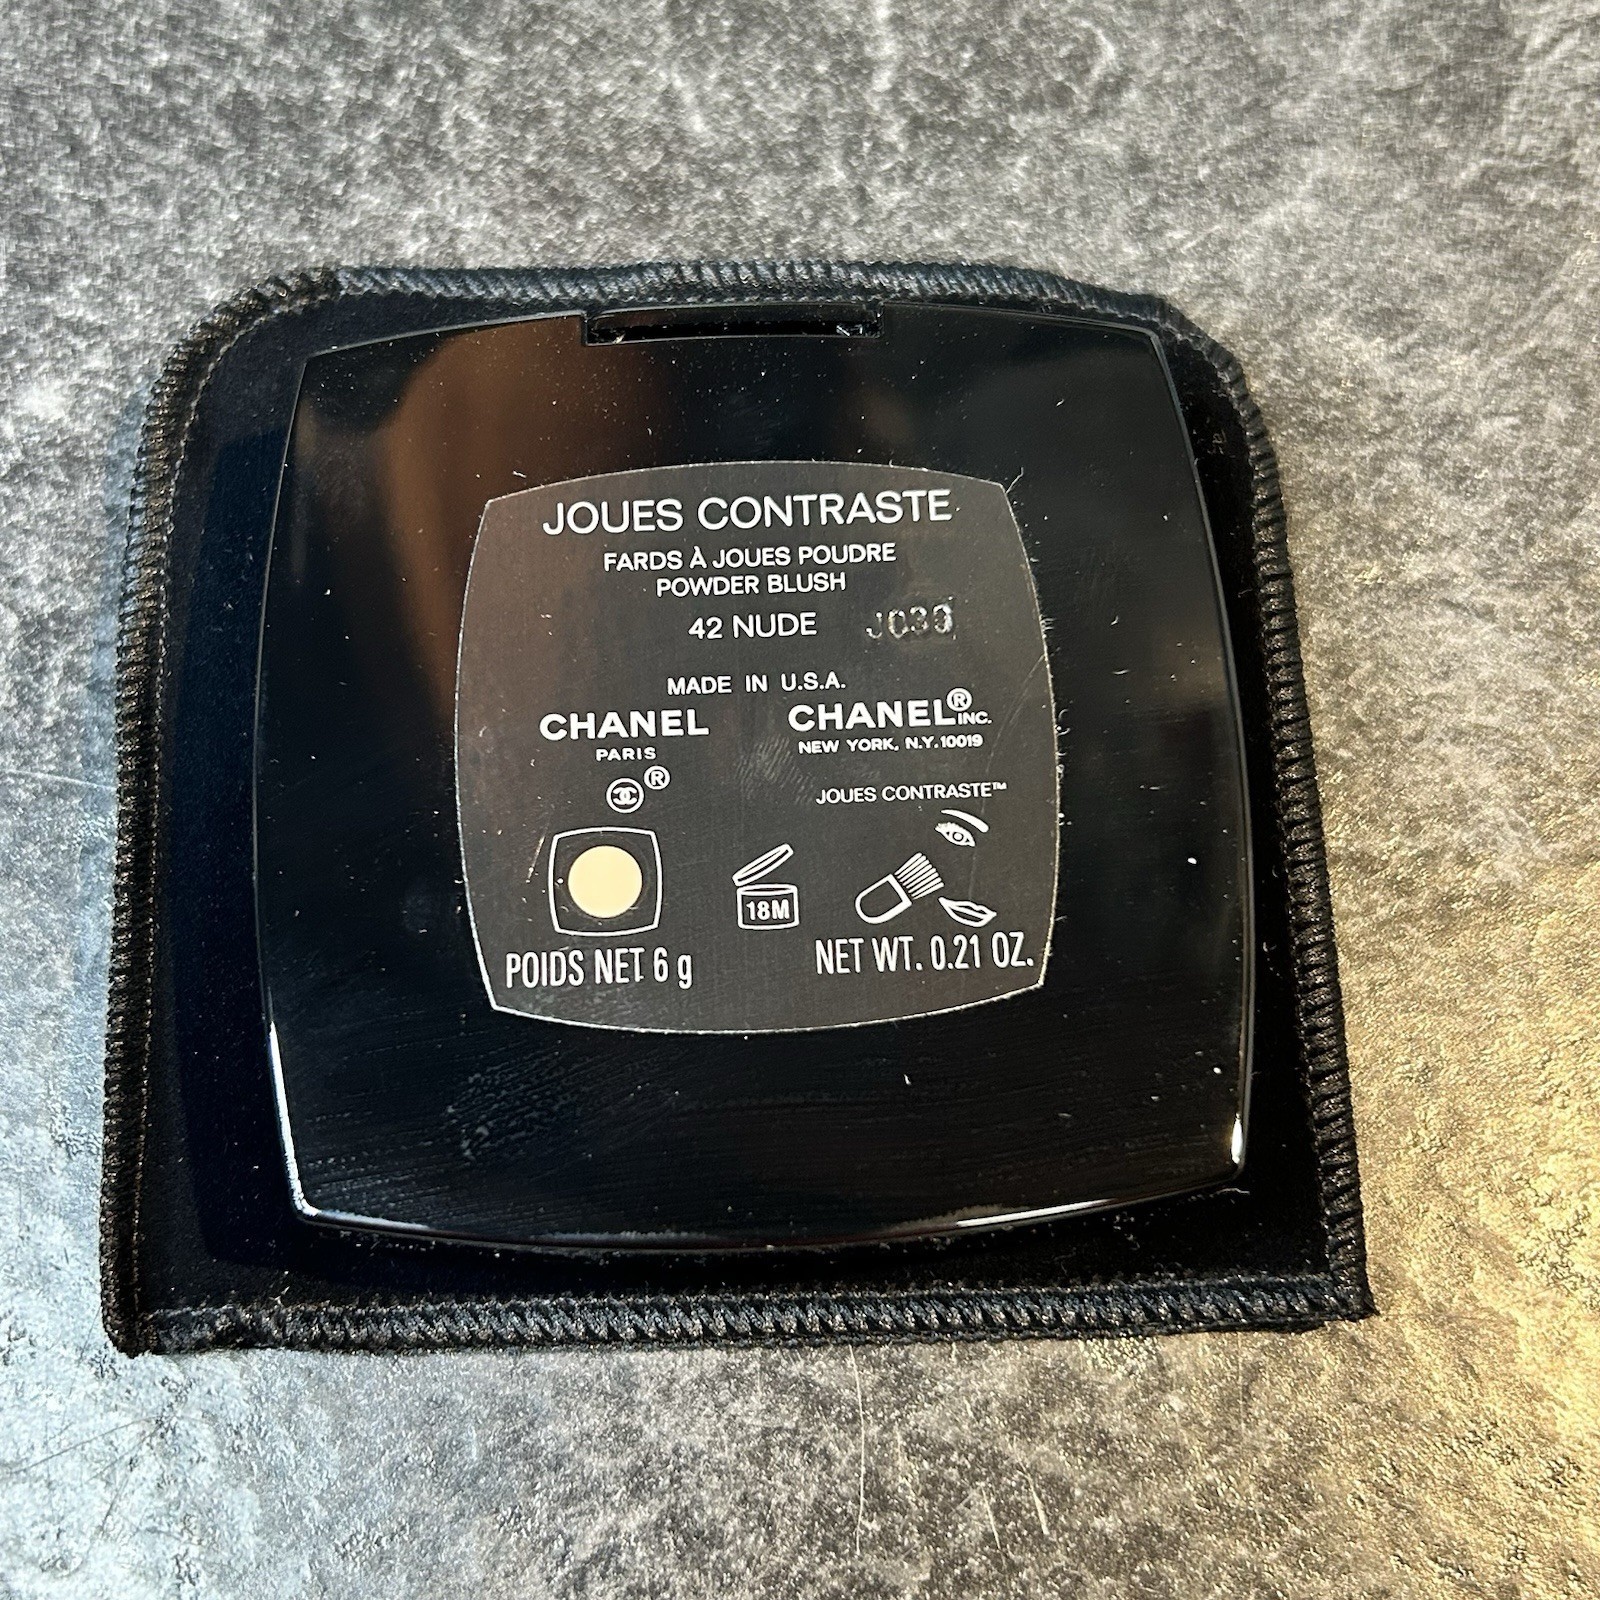 JOUES CONTRASTE
FARDS À JOUES POUDRE
POWDER BLUSH
42 NUDE
MADE IN U.S.A.
CHANEL
PARIS
®
CHANEL® INC.
NEW YORK, N.Y. 10019
JOUES CONTRASTE™
18M
POIDS NET 6 g
NET WT. 0.21 OZ.